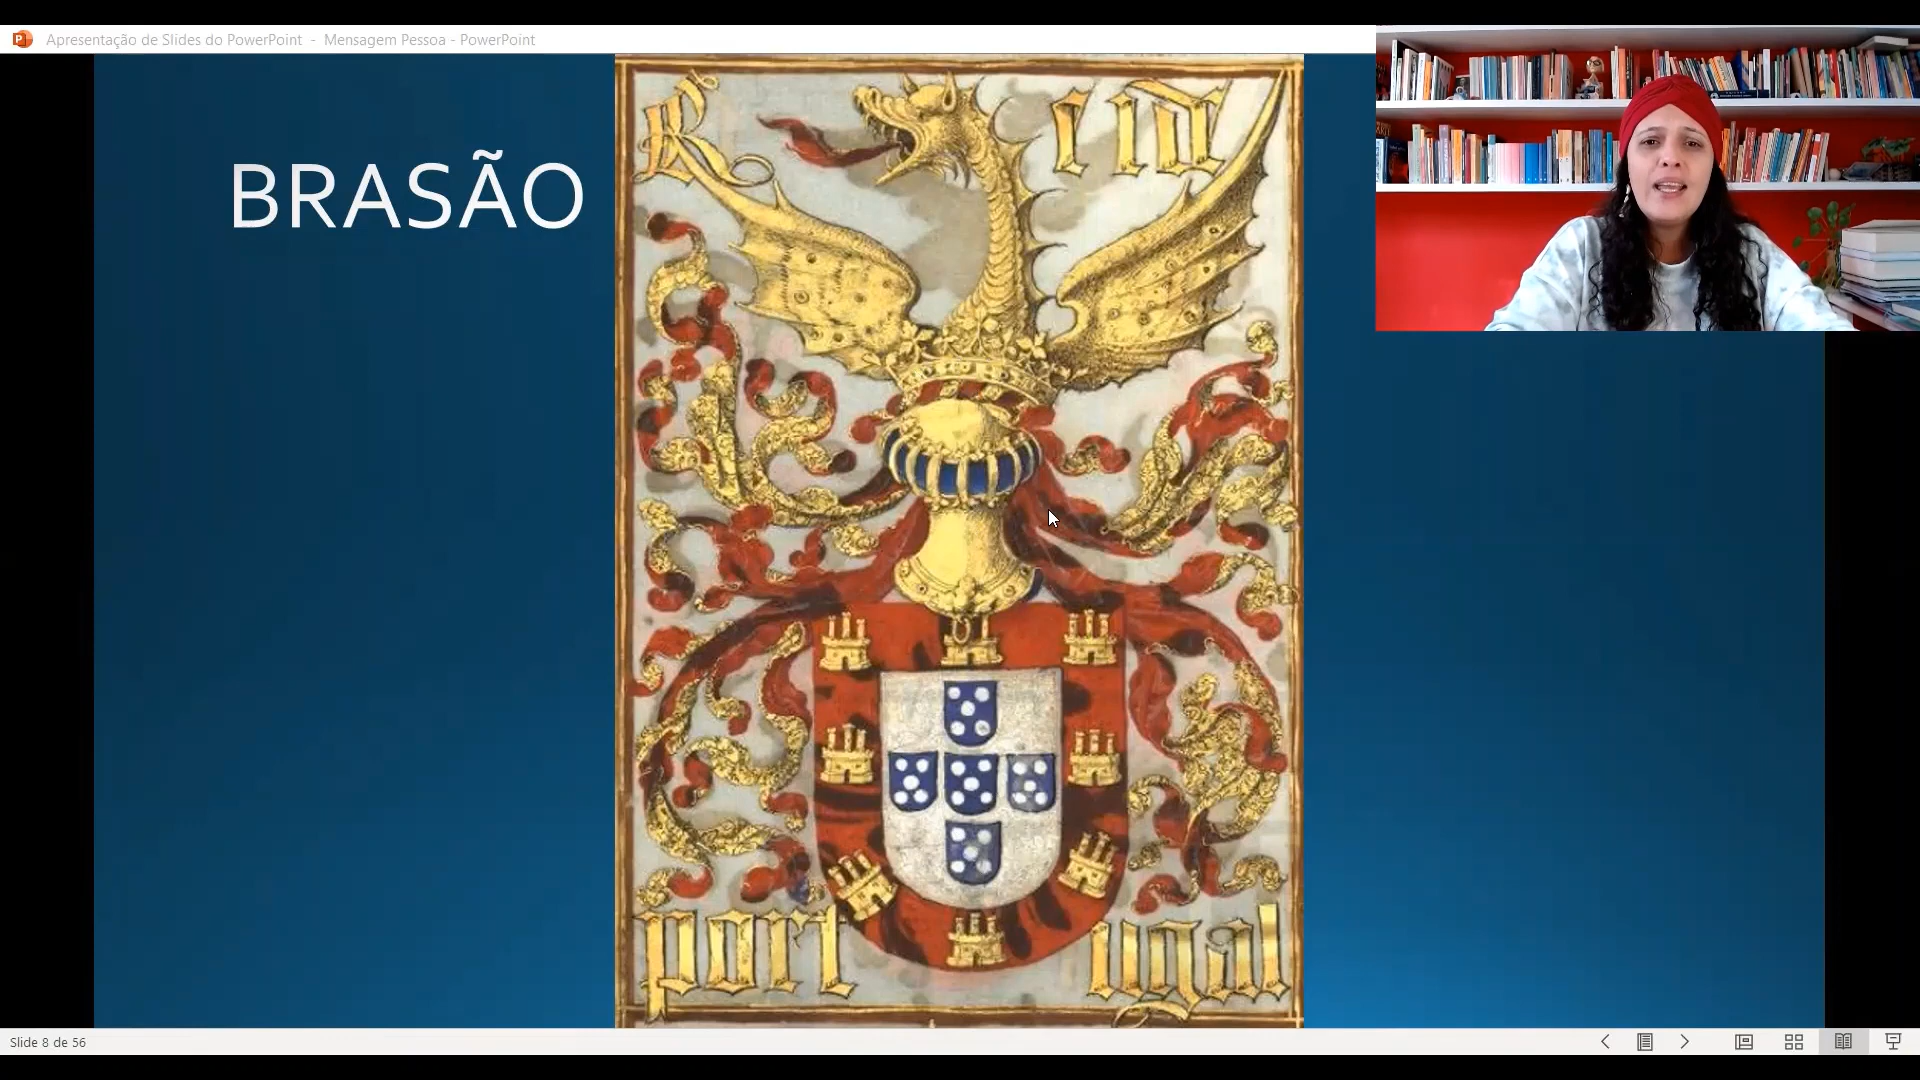 Apresentação de Slides do PowerPoint - Mensagem Pessoa - PowerPoint
BRASÃO
port ugal
Slide 8 de 56